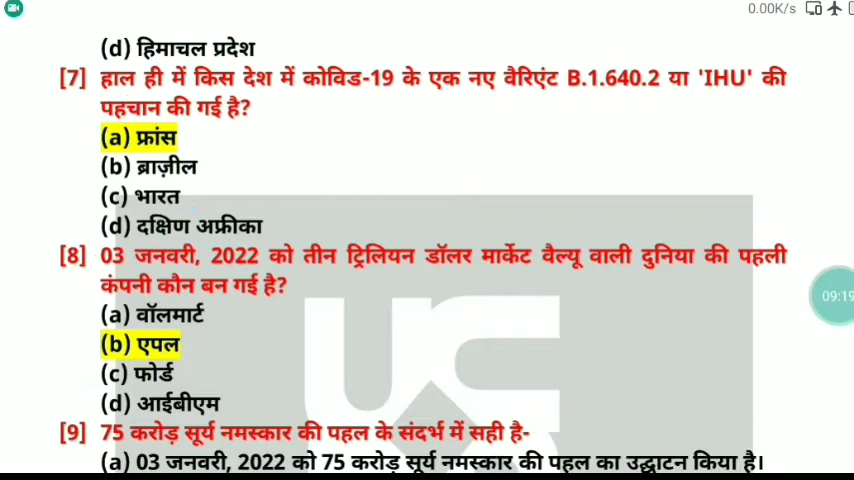 0.00K/s
(d) हिमाचल प्रदेश
[7] हाल ही में किस देश में कोविड-19 के एक नए वैरिएंट B.1.640.2 या 'IHU' की
पहचान की गई है?
(a) फ्रांस
(b) ब्राज़ील
(c) भारत
(d) दक्षिण अफ्रीका
[8] 03 जनवरी, 2022 को तीन ट्रिलियन डॉलर मार्केट वैल्यू वाली दुनिया की पहली
कंपनी कौन बन गई है?
(a) वॉलमार्ट
(b) एपल
(c) फोर्ड
(d) आईबीएम
09:19
[9] 75 करोड़ सूर्य नमस्कार की पहल के संदर्भ में सही है-
(a) 03 जनवरी, 2022 को 75 करोड़ सूर्य नमस्कार की पहल का उद्घाटन किया है।